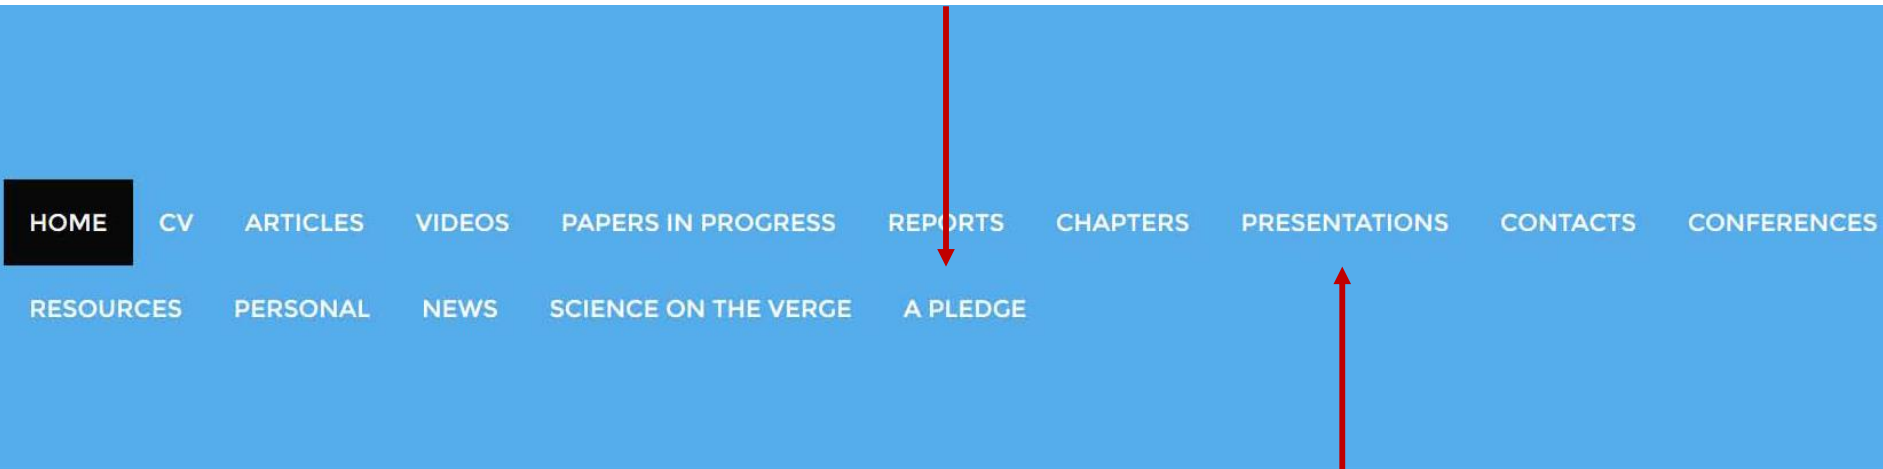 HOME CV ARTICLES VIDEOS PAPERS IN PROGRESS REPORTS CHAPTERS PRESENTATIONS CONTACTS CONFERENCES
RESOURCES PERSONAL NEWS SCIENCE ON THE VERGE A PLEDGE